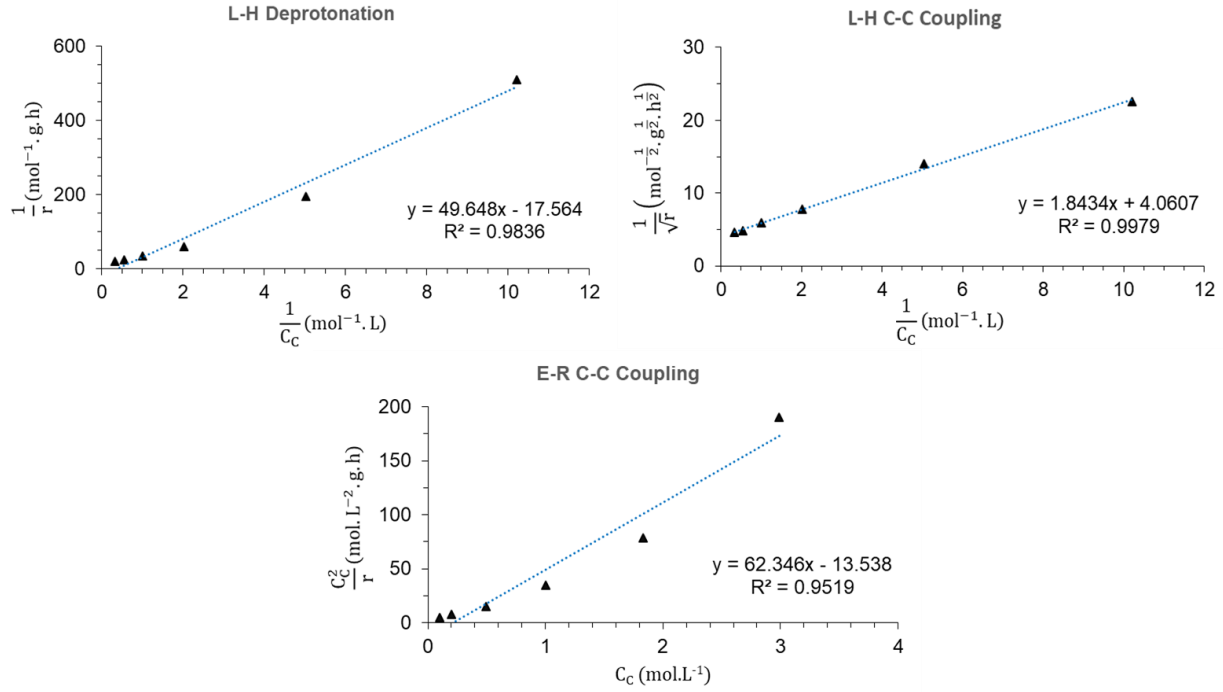 L-H Deprotonation
600
400
200
0
0 2 4 6 8 10 12
1/r (mol⁻¹.g.h)
1/C_C (mol⁻¹.L)
y = 49.648x - 17.564
R² = 0.9836
L-H C-C Coupling
30
20
10
0
0 2 4 6 8 10 12
1/√r (mol^(-1/2).g^(1/2).h^(1/2))
1/C_C (mol⁻¹.L)
y = 1.8434x + 4.0607
R² = 0.9979
E-R C-C Coupling
200
150
100
50
0
0 1 2 3 4
C_C²/r (mol.L⁻².g.h)
C_C (mol.L⁻¹)
y = 62.346x - 13.538
R² = 0.9519